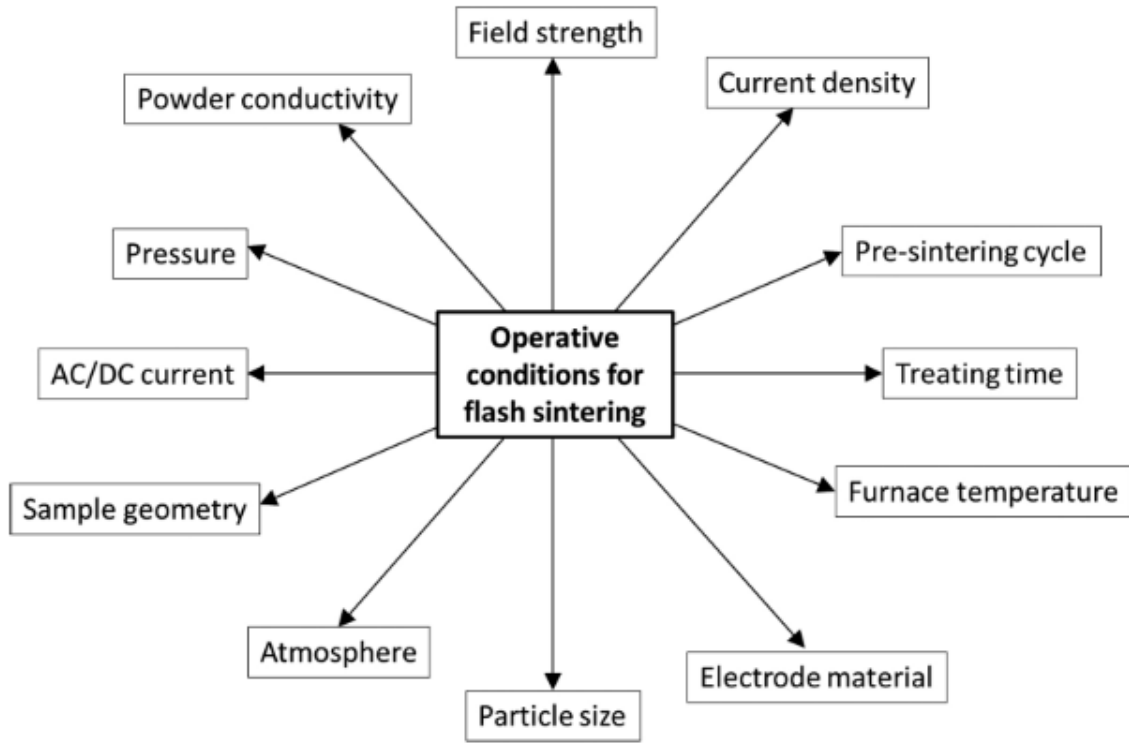 Field strength
Powder conductivity
Current density
Pressure
Pre-sintering cycle
Operative
conditions for
flash sintering
AC/DC current
Treating time
Sample geometry
Furnace temperature
Atmosphere
Electrode material
Particle size